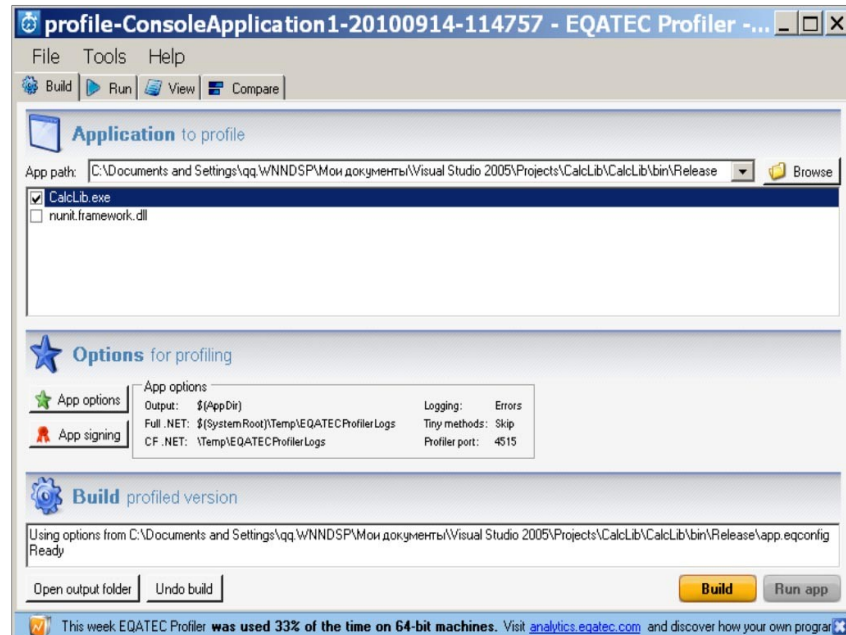 profile-ConsoleApplication1-20100914-114757 - EQATEC Profiler -...
File Tools Help
Build Run View Compare
Application to profile
App path: C:\Documents and Settings\qq.WNNDSP\Мои документы\Visual Studio 2005\Projects\CalcLib\CalcLib\bin\Release Browse
CalcLib.exe
nunit.framework.dll
Options for profiling
App options
App signing
App options
Output: $(AppDir) Logging: Errors
Full .NET: $(SystemRoot)\Temp\EQATECProfilerLogs Tiny methods: Skip
CF .NET: \Temp\EQATECProfilerLogs Profiler port: 4515
Build profiled version
Using options from C:\Documents and Settings\qq.WNNDSP\Мои документы\Visual Studio 2005\Projects\CalcLib\CalcLib\bin\Release\app.eqconfig
Ready
Open output folder Undo build Build Run app
This week EQATEC Profiler was used 33% of the time on 64-bit machines. Visit analytics.eqatec.com and discover how your own prograr